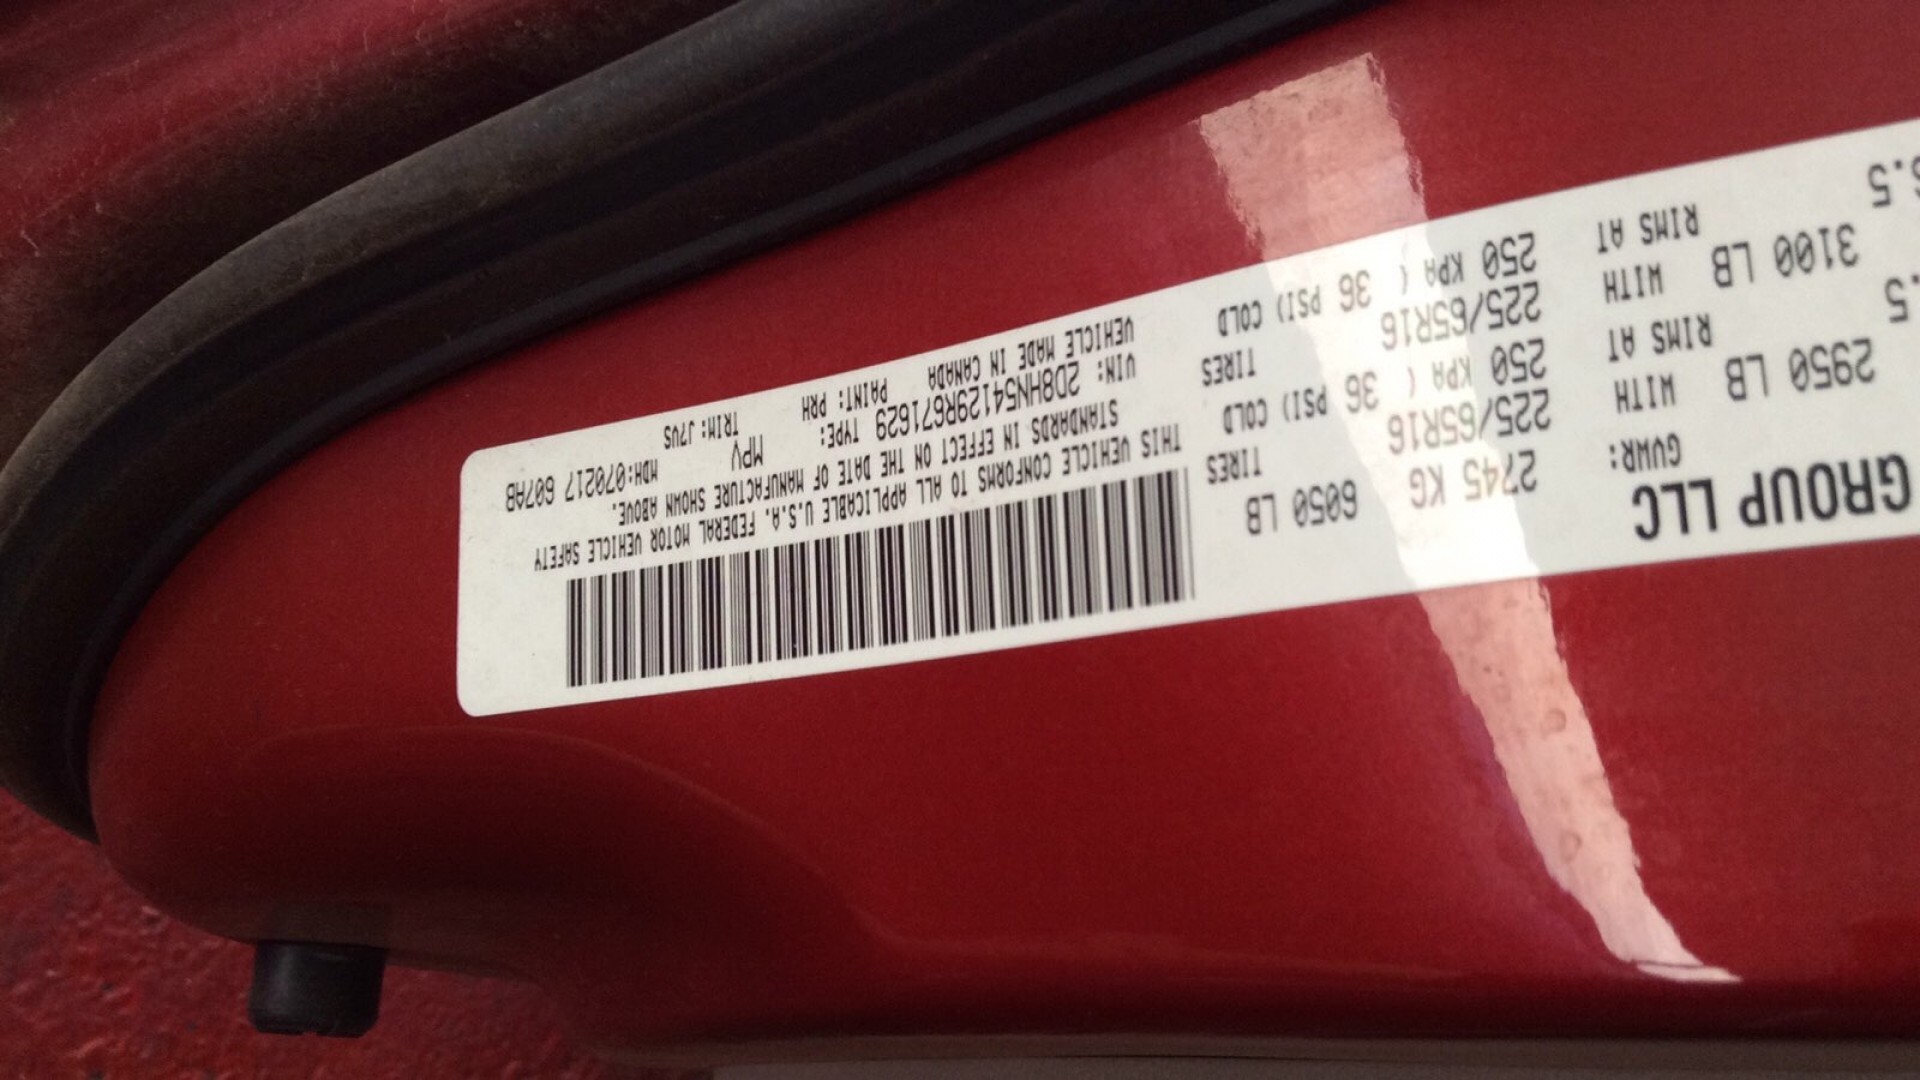 GROUP LLC
GVWR: 2745 KG 6050 LB
2950 LB WITH 225/65R16 TIRES
.5 RIMS AT 250 KPA ( 36 PSI) COLD
3100 LB WITH 225/65R16 TIRES
6.5 RIMS AT 250 KPA ( 36 PSI) COLD
THIS VEHICLE CONFORMS TO ALL APPLICABLE U.S.A. FEDERAL MOTOR VEHICLE SAFETY
STANDARDS IN EFFECT ON THE DATE OF MANUFACTURE SHOWN ABOVE.
VIN: 2D8HN54129R671629 TYPE: MPV MDH:070217 607AB
VEHICLE MADE IN CANADA PAINT: PRH TRIM: J7US